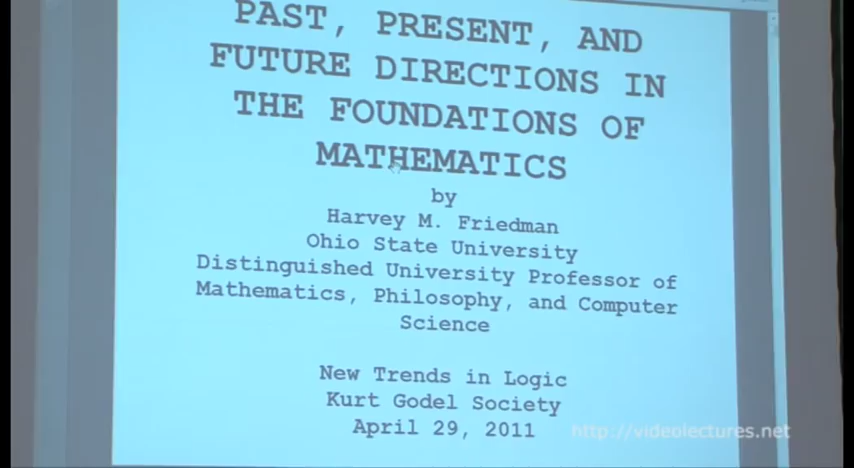 PAST, PRESENT, AND
FUTURE DIRECTIONS IN
THE FOUNDATIONS OF
MATHEMATICS
by
Harvey M. Friedman
Ohio State University
Distinguished University Professor of
Mathematics, Philosophy, and Computer
Science
New Trends in Logic
Kurt Godel Society
April 29, 2011
http://videolectures.net